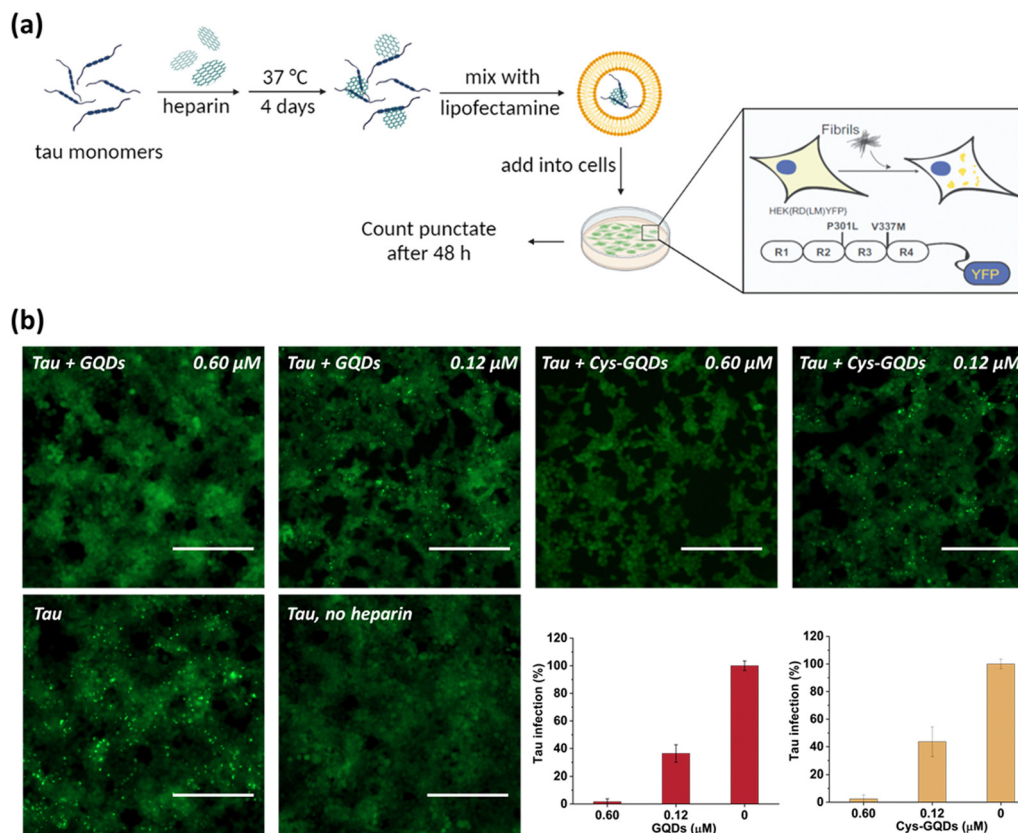 (a)
tau monomers
heparin
37 °C
4 days
mix with
lipofectamine
add into cells
Count punctate
after 48 h
Fibrils
HEK{RD(LM)YFP}
P301L V337M
R1 R2 R3 R4
YFP
(b)
Tau + GQDs 0.60 μM
Tau + GQDs 0.12 μM
Tau + Cys-GQDs 0.60 μM
Tau + Cys-GQDs 0.12 μM
Tau
Tau, no heparin
Tau infection (%)
120
100
80
60
40
20
0
0.60 0.12 0
GQDs (μM)
Tau infection (%)
120
100
80
60
40
20
0
0.60 0.12 0
Cys-GQDs (μM)